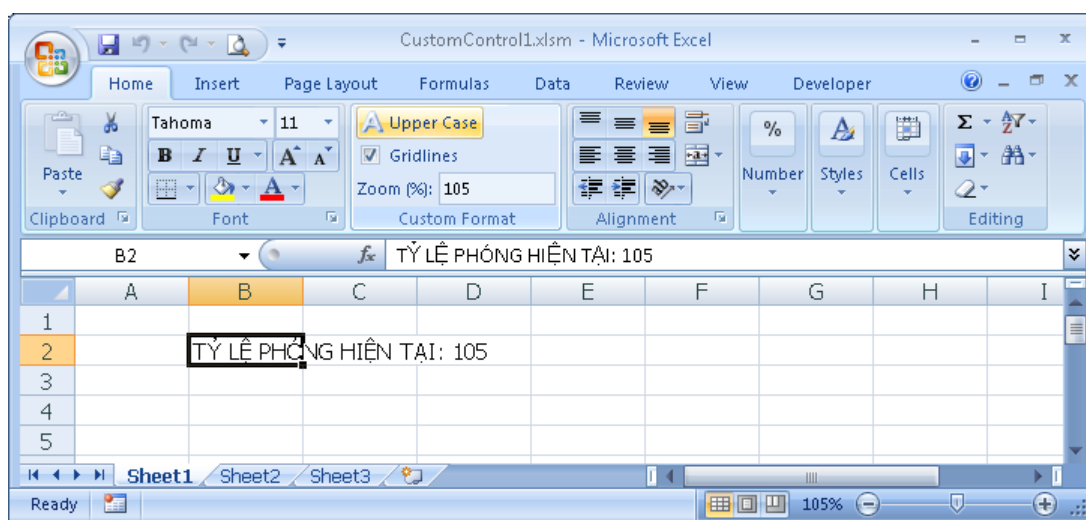 CustomControl1.xlsm - Microsoft Excel
Home Insert Page Layout Formulas Data Review View Developer
Tahoma 11 Upper Case
B I U A A Gridlines % A Σ
Paste A Zoom (%): 105 Number Styles Cells
Clipboard Font Custom Format Alignment Editing
B2 fx TỶ LỆ PHÓNG HIỆN TẠI: 105
A B C D E F G H I
1
2 TỶ LỆ PHÓNG HIỆN TẠI: 105
3
4
5
Sheet1 Sheet2 Sheet3
Ready 105%